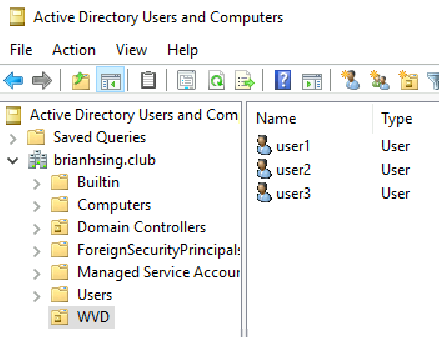 Active Directory Users and Computers
File Action View Help
Active Directory Users and Com
Saved Queries
brianhsing.club
Builtin
Computers
Domain Controllers
ForeignSecurityPrincipal:
Managed Service Accour
Users
WVD
Name Type
user1 User
user2 User
user3 User